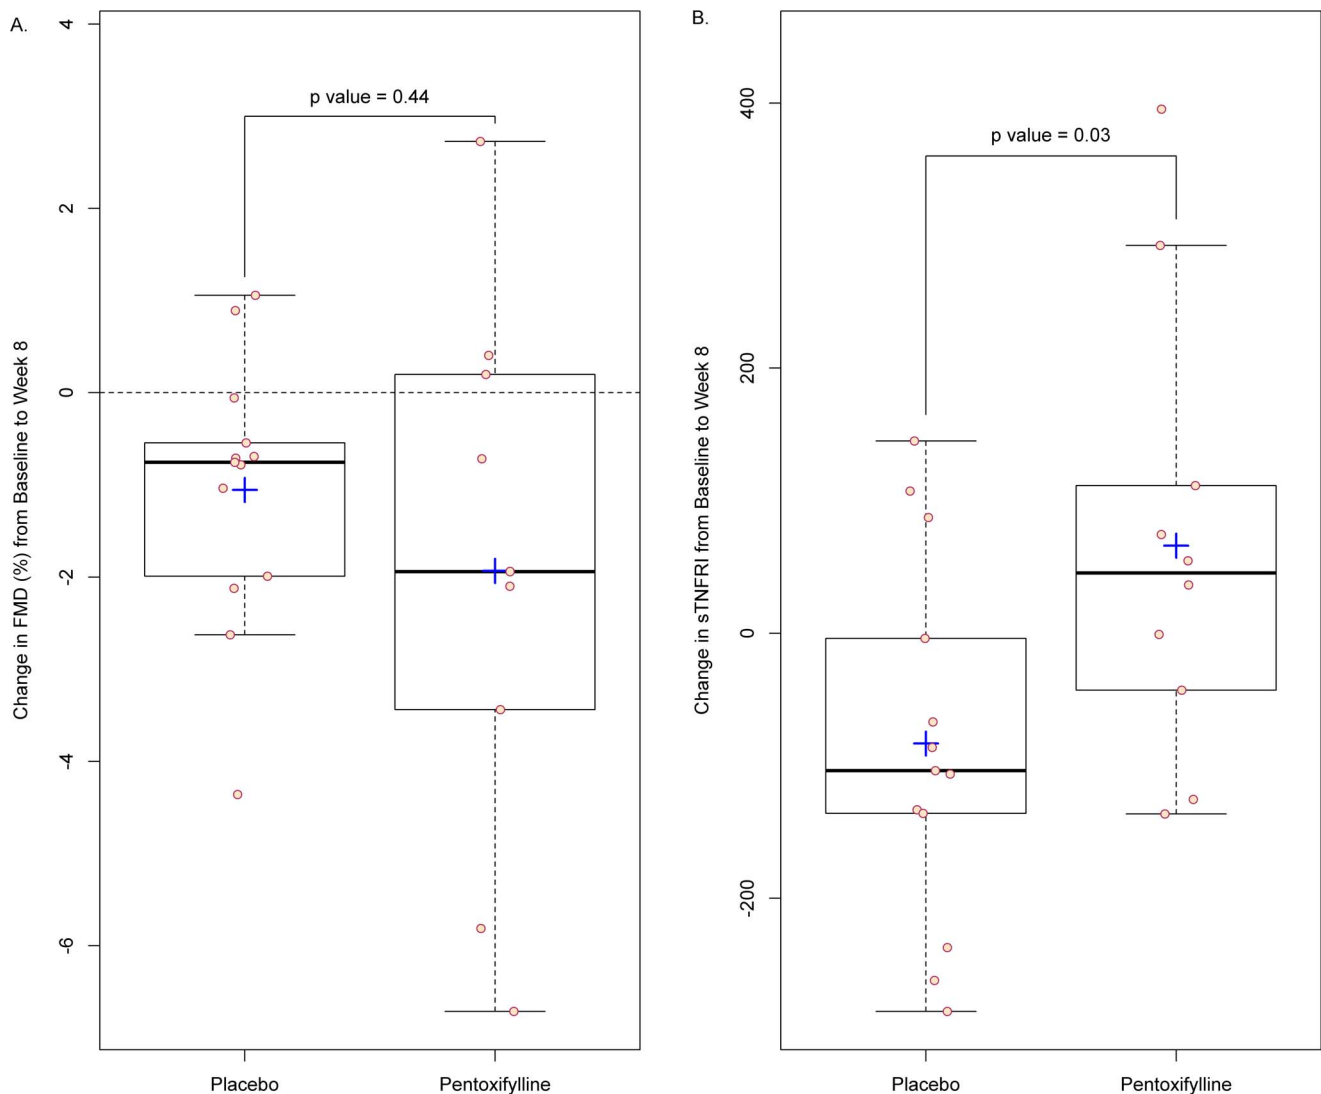 A.
p value = 0.44
Change in FMD (%) from Baseline to Week 8
4
2
0
-2
-4
-6
Placebo
Pentoxifylline
B.
p value = 0.03
Change in sTNFRI from Baseline to Week 8
400
200
0
-200
Placebo
Pentoxifylline